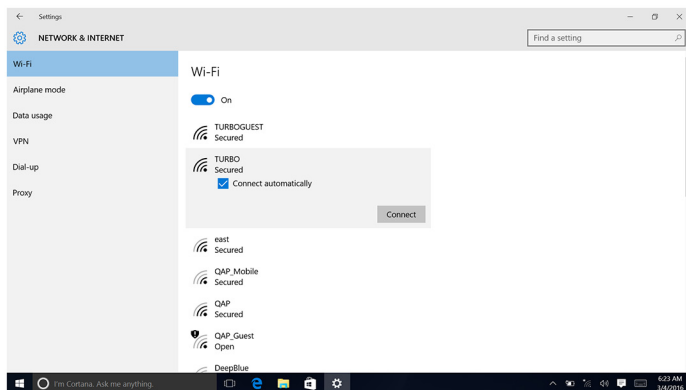 Settings
NETWORK & INTERNET
Find a setting
Wi-Fi
Airplane mode
Data usage
VPN
Dial-up
Proxy
Wi-Fi
On
TURBOGUEST
Secured
TURBO
Secured
Connect automatically
Connect
east
Secured
QAP_Mobile
Secured
QAP
Secured
QAP_Guest
Open
DeepBlue
I'm Cortana. Ask me anything.
6:23 AM
3/4/2016